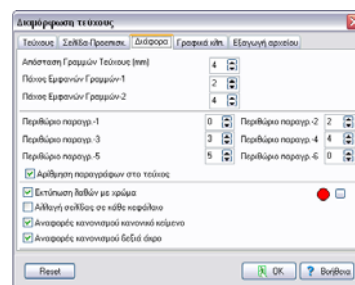 Διαμόρφωση τεύχους
Τεύχους Σελίδα-Προεπισκ. Διάφορα Γραφικά κλπ. Εξαγωγή αρχείου
Απόσταση Γραμμών Τεύχους (mm) 4
Πάχος Εμφανών Γραμμών-1 2
Πάχος Εμφανών Γραμμών-2 4
Περιθώριο παραγρ.-1 0 Περιθώριο παραγρ.-2 2
Περιθώριο παραγρ.-3 3 Περιθώριο παραγρ.-4 4
Περιθώριο παραγρ.-5 5 Περιθώριο παραγρ.-6 0
Αρίθμηση παραγράφων στο τεύχος
Εκτύπωση λαθών με χρώμα
Αλλαγή σελίδας σε κάθε κεφάλαιο
Αναφορές κανονισμού κανονικό κείμενο
Αναφορές κανονισμού δεξιά άκρο
Reset OK ? Βοήθεια